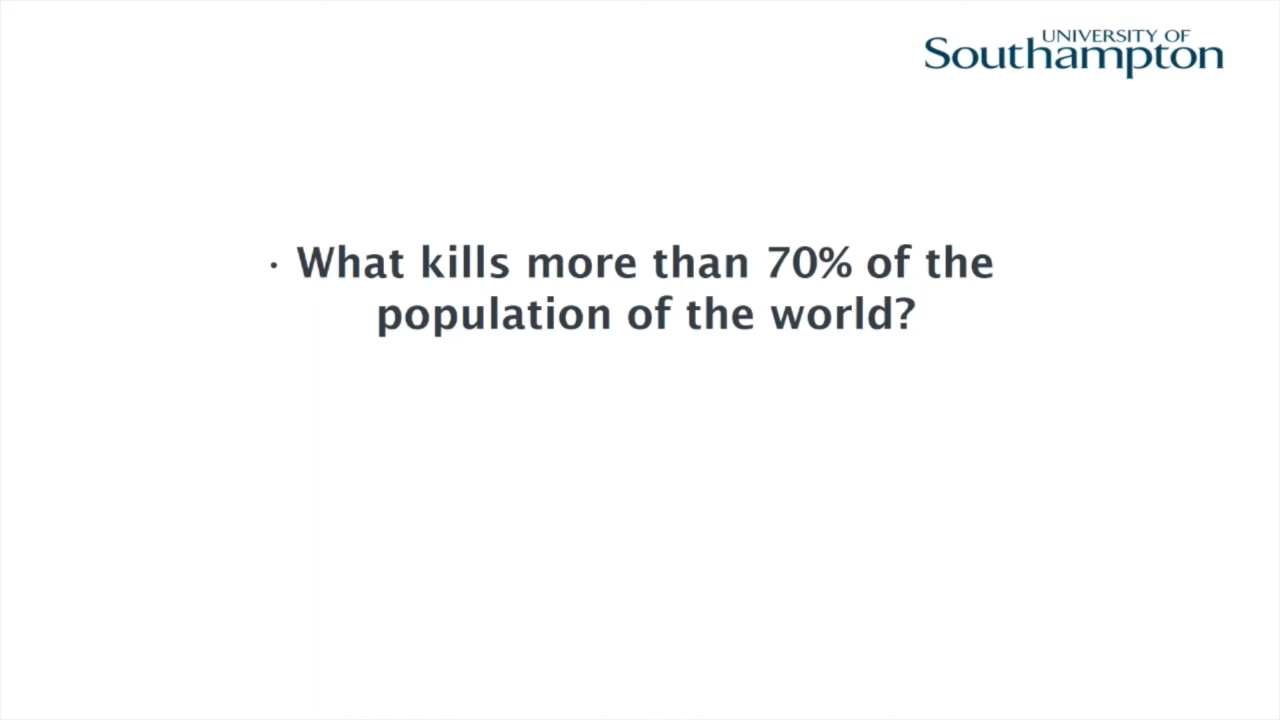 UNIVERSITY OF
Southampton
· What kills more than 70% of the
population of the world?